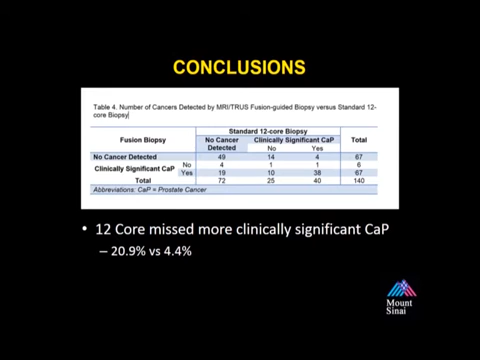 CONCLUSIONS
Table 4. Number of Cancers Detected by MRI/TRUS Fusion-guided Biopsy versus Standard 12-
core Biopsy
Standard 12-core Biopsy
Fusion Biopsy No Cancer Detected Clinically Significant CaP Total
No Yes
No Cancer Detected 49 14 4 67
Clinically Significant CaP No 4 1 1 6
Yes 19 10 38 67
Total 72 25 40 140
Abbreviations: CaP = Prostate Cancer
• 12 Core missed more clinically significant CaP
– 20.9% vs 4.4%
Mount
Sinai